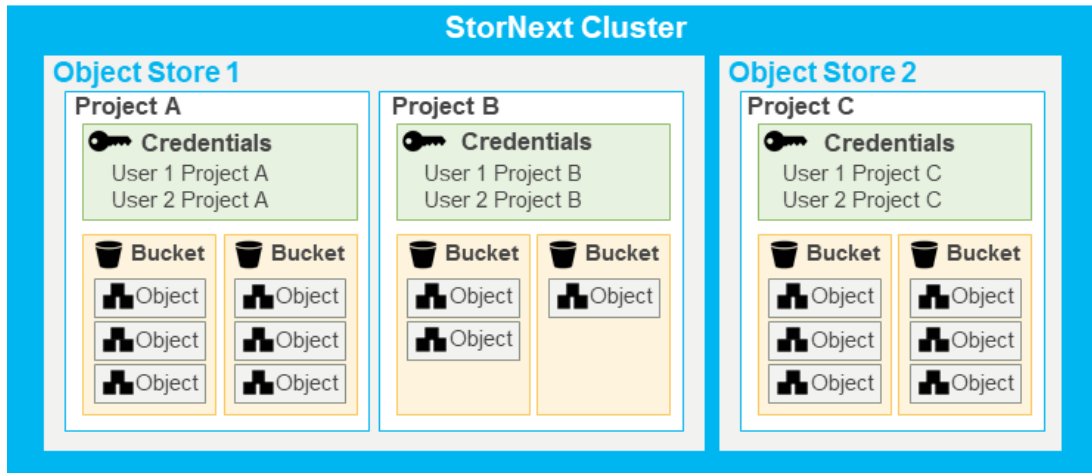 StorNext Cluster
Object Store 1
Project A
Credentials
User 1 Project A
User 2 Project A
Bucket
Object
Object
Object
Bucket
Object
Object
Object
Project B
Credentials
User 1 Project B
User 2 Project B
Bucket
Object
Object
Bucket
Object
Object Store 2
Project C
Credentials
User 1 Project C
User 2 Project C
Bucket
Object
Object
Object
Bucket
Object
Object
Object